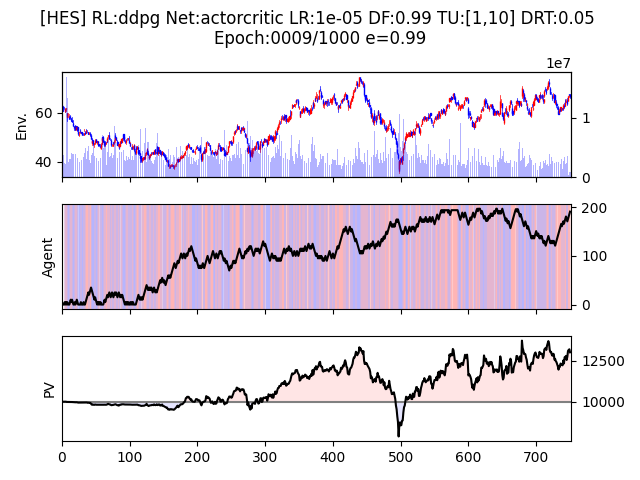 [HES] RL:ddpg Net:actorcritic LR:1e-05 DF:0.99 TU:[1,10] DRT:0.05
Epoch:0009/1000 e=0.99
1e7
Env.
60
40
1
0
Agent
200
100
0
PV
12500
10000
0 100 200 300 400 500 600 700